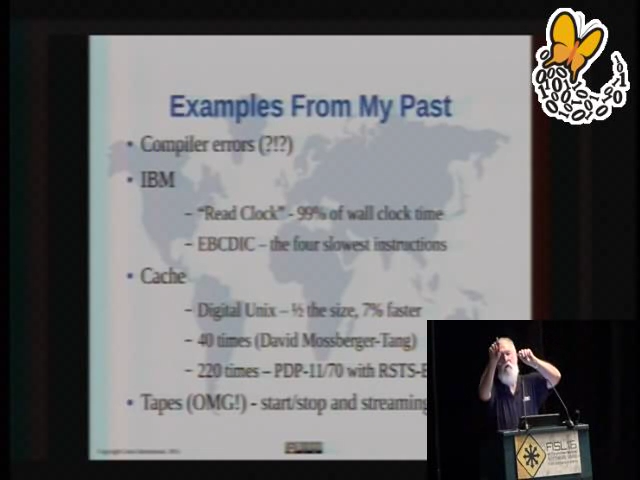 Examples From My Past
• Compiler errors (?!?)
• IBM
– “Read Clock” - 99% of wall clock time
– EBCDIC – the four slowest instructions
• Cache
– Digital Unix – ½ the size, 7% faster
– 40 times (David Mossberger-Tang)
– 220 times – PDP-11/70 with RSTS-E
• Tapes (OMG!) - start/stop and streaming
FISL16